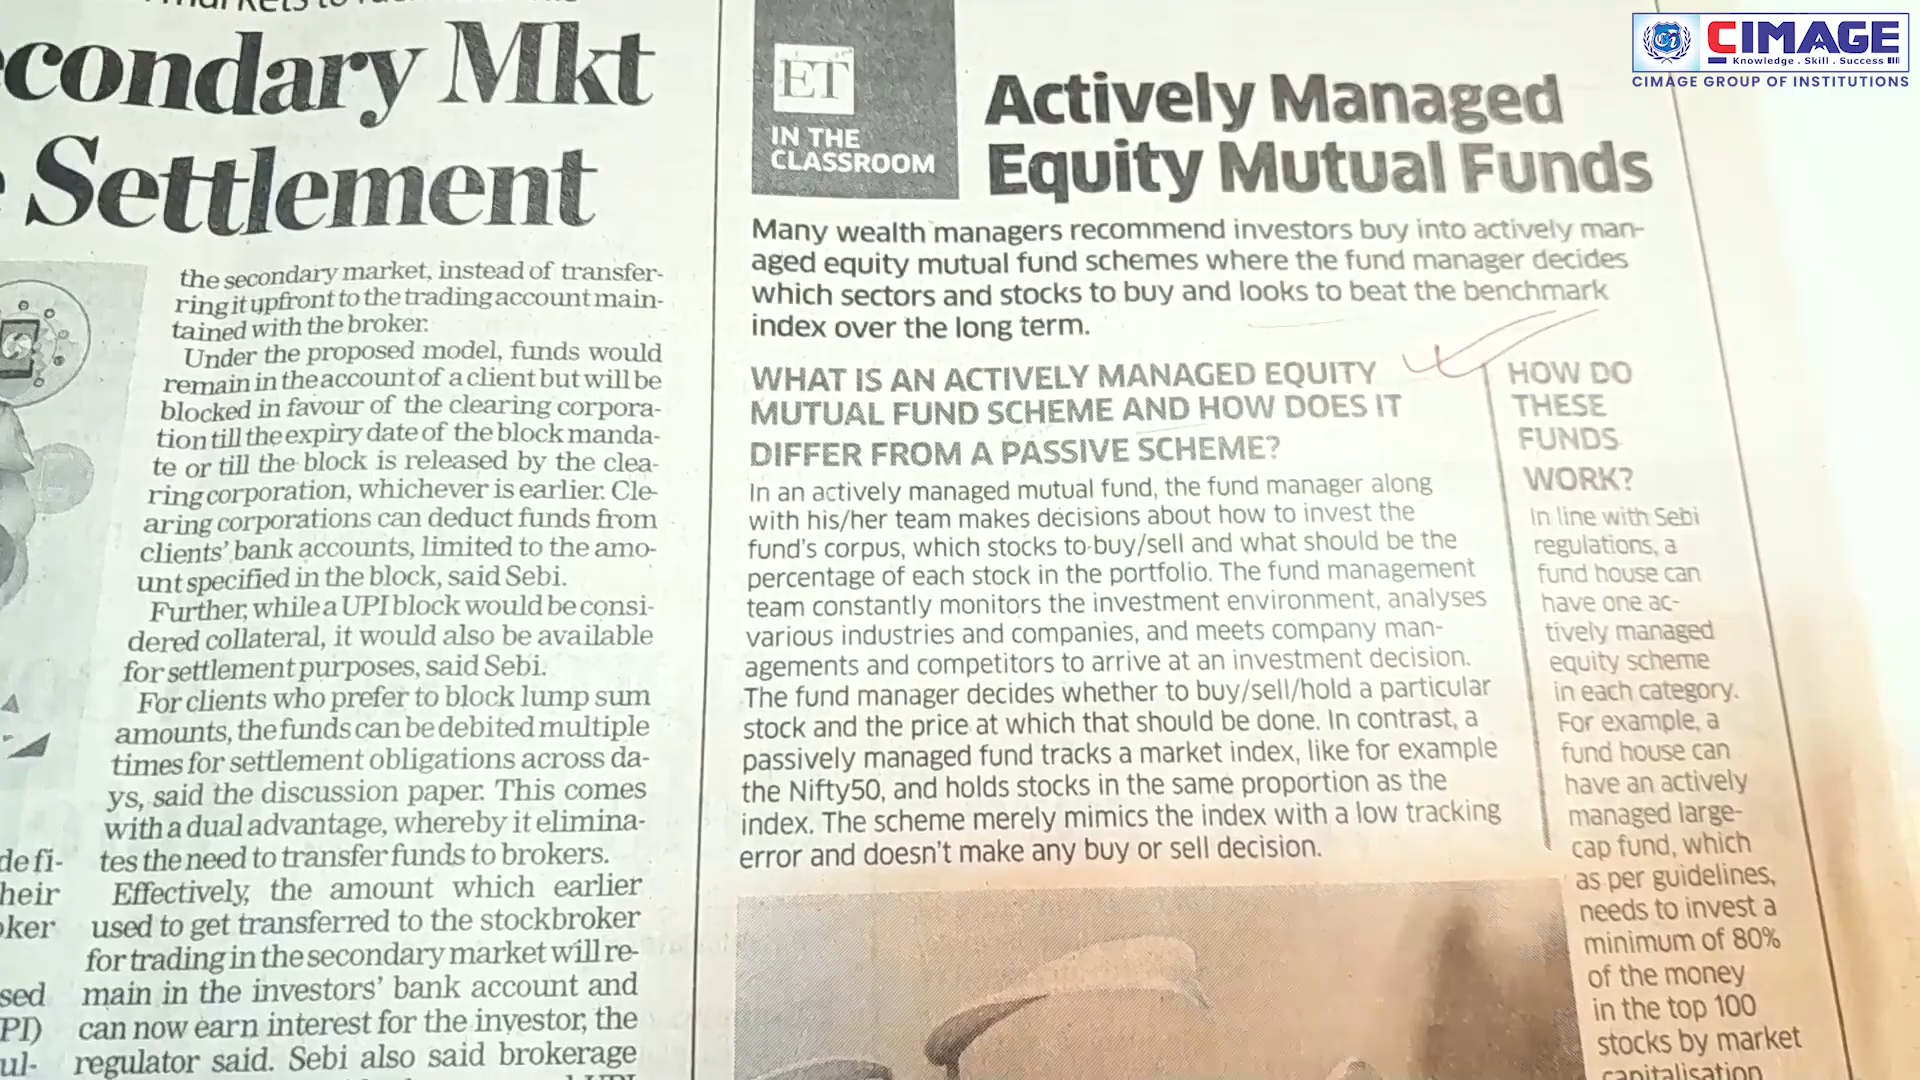 condary Mkt
Settlement
the secondary market, instead of transfer-
ring it upfront to the trading account main-
tained with the broker.
Under the proposed model, funds would
remain in the account of a client but will be
blocked in favour of the clearing corpora-
tion till the expiry date of the block manda-
te or till the block is released by the clea-
ring corporation, whichever is earlier. Cle-
aring corporations can deduct funds from
clients' bank accounts, limited to the amo-
unt specified in the block, said Sebi.
Further, while a UPI block would be consi-
dered collateral, it would also be available
for settlement purposes, said Sebi.
For clients who prefer to block lump sum
amounts, the funds can be debited multiple
times for settlement obligations across da-
ys, said the discussion paper. This comes
with a dual advantage, whereby it elimina-
tes the need to transfer funds to brokers.
Effectively, the amount which earlier
used to get transferred to the stockbroker
for trading in the secondary market will re-
main in the investors' bank account and
can now earn interest for the investor, the
regulator said. Sebi also said brokerage
de fi-
heir
ker
sed
PI)
ul-
ET
IN THE
CLASSROOM
Actively Managed
Equity Mutual Funds
Many wealth managers recommend investors buy into actively man-
aged equity mutual fund schemes where the fund manager decides
which sectors and stocks to buy and looks to beat the benchmark
index over the long term.
WHAT IS AN ACTIVELY MANAGED EQUITY
MUTUAL FUND SCHEME AND HOW DOES IT
DIFFER FROM A PASSIVE SCHEME?
In an actively managed mutual fund, the fund manager along
with his/her team makes decisions about how to invest the
fund's corpus, which stocks to buy/sell and what should be the
percentage of each stock in the portfolio. The fund management
team constantly monitors the investment environment, analyses
various industries and companies, and meets company man-
agements and competitors to arrive at an investment decision.
The fund manager decides whether to buy/sell/hold a particular
stock and the price at which that should be done. In contrast, a
passively managed fund tracks a market index, like for example
the Nifty50, and holds stocks in the same proportion as the
index. The scheme merely mimics the index with a low tracking
error and doesn't make any buy or sell decision.
HOW DO
THESE
FUNDS
WORK?
In line with Sebi
regulations, a
fund house can
have one ac-
tively managed
equity scheme
in each category.
For example, a
fund house can
have an actively
managed large-
cap fund, which
as per guidelines,
needs to invest a
minimum of 80%
of the money
in the top 100
stocks by market
capitalisation
CIMAGE
Knowledge . Skill . Success
CIMAGE GROUP OF INSTITUTIONS